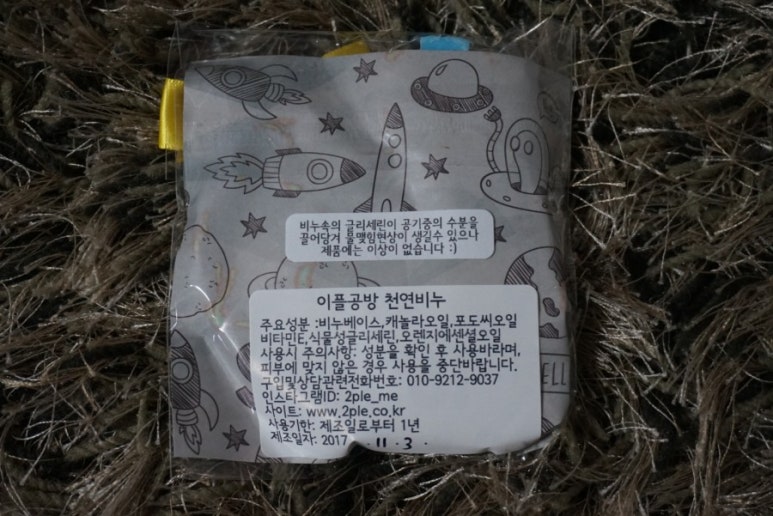 비누속의 글리세린이 공기중의 수분을
끌어당겨 물맺힘현상이 생길수 있으나
제품에는 이상이 없습니다 :)
이플공방 천연비누
주요성분 :비누베이스,캐놀라오일,포도씨오일
비타민E,식물성글리세린,오렌지에센셜오일
사용시 주의사항: 성분을 확인 후 사용바라며,
피부에 맞지 않은 경우 사용을 중단바랍니다.
구입및상담관련전화번호: 010-9212-9037
인스타그램ID: 2ple_me
사이트: www.2ple.co.kr
사용기한: 제조일로부터 1년
제조일자: 2017. 11. 3.
ELL